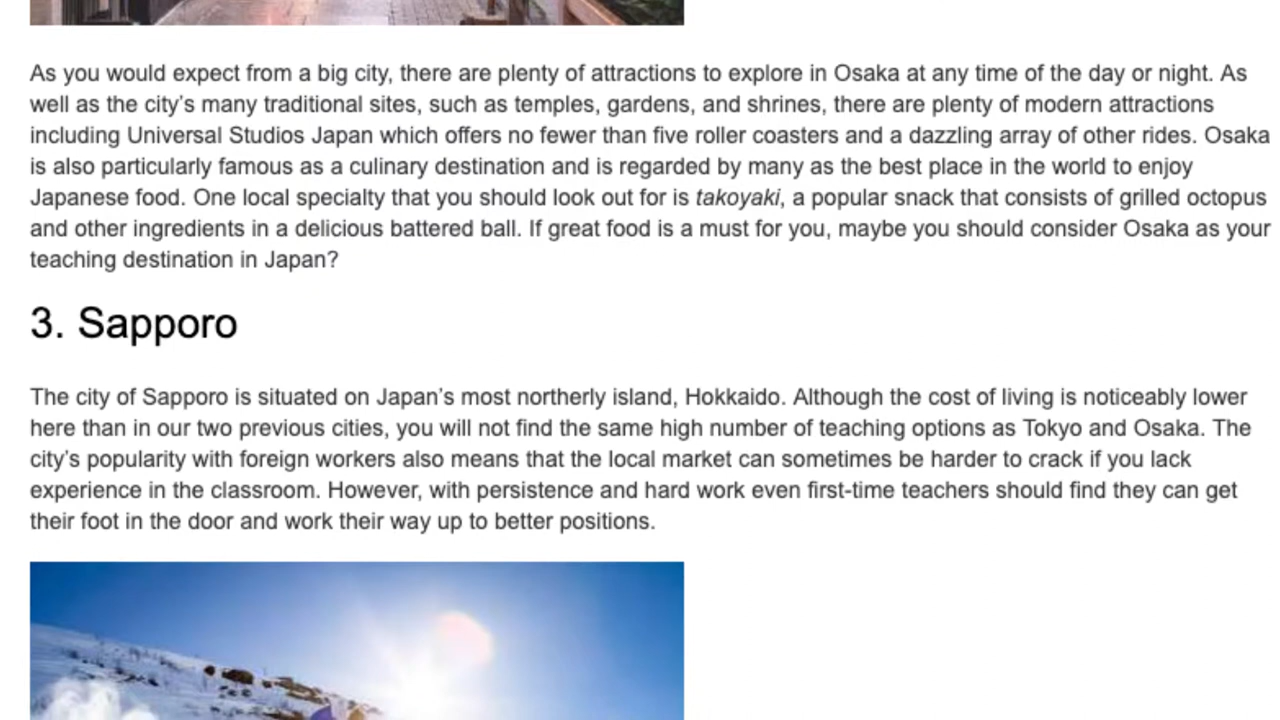 As you would expect from a big city, there are plenty of attractions to explore in Osaka at any time of the day or night. As
well as the city’s many traditional sites, such as temples, gardens, and shrines, there are plenty of modern attractions
including Universal Studios Japan which offers no fewer than five roller coasters and a dazzling array of other rides. Osaka
is also particularly famous as a culinary destination and is regarded by many as the best place in the world to enjoy
Japanese food. One local specialty that you should look out for is takoyaki, a popular snack that consists of grilled octopus
and other ingredients in a delicious battered ball. If great food is a must for you, maybe you should consider Osaka as your
teaching destination in Japan?
3. Sapporo
The city of Sapporo is situated on Japan’s most northerly island, Hokkaido. Although the cost of living is noticeably lower
here than in our two previous cities, you will not find the same high number of teaching options as Tokyo and Osaka. The
city’s popularity with foreign workers also means that the local market can sometimes be harder to crack if you lack
experience in the classroom. However, with persistence and hard work even first-time teachers should find they can get
their foot in the door and work their way up to better positions.